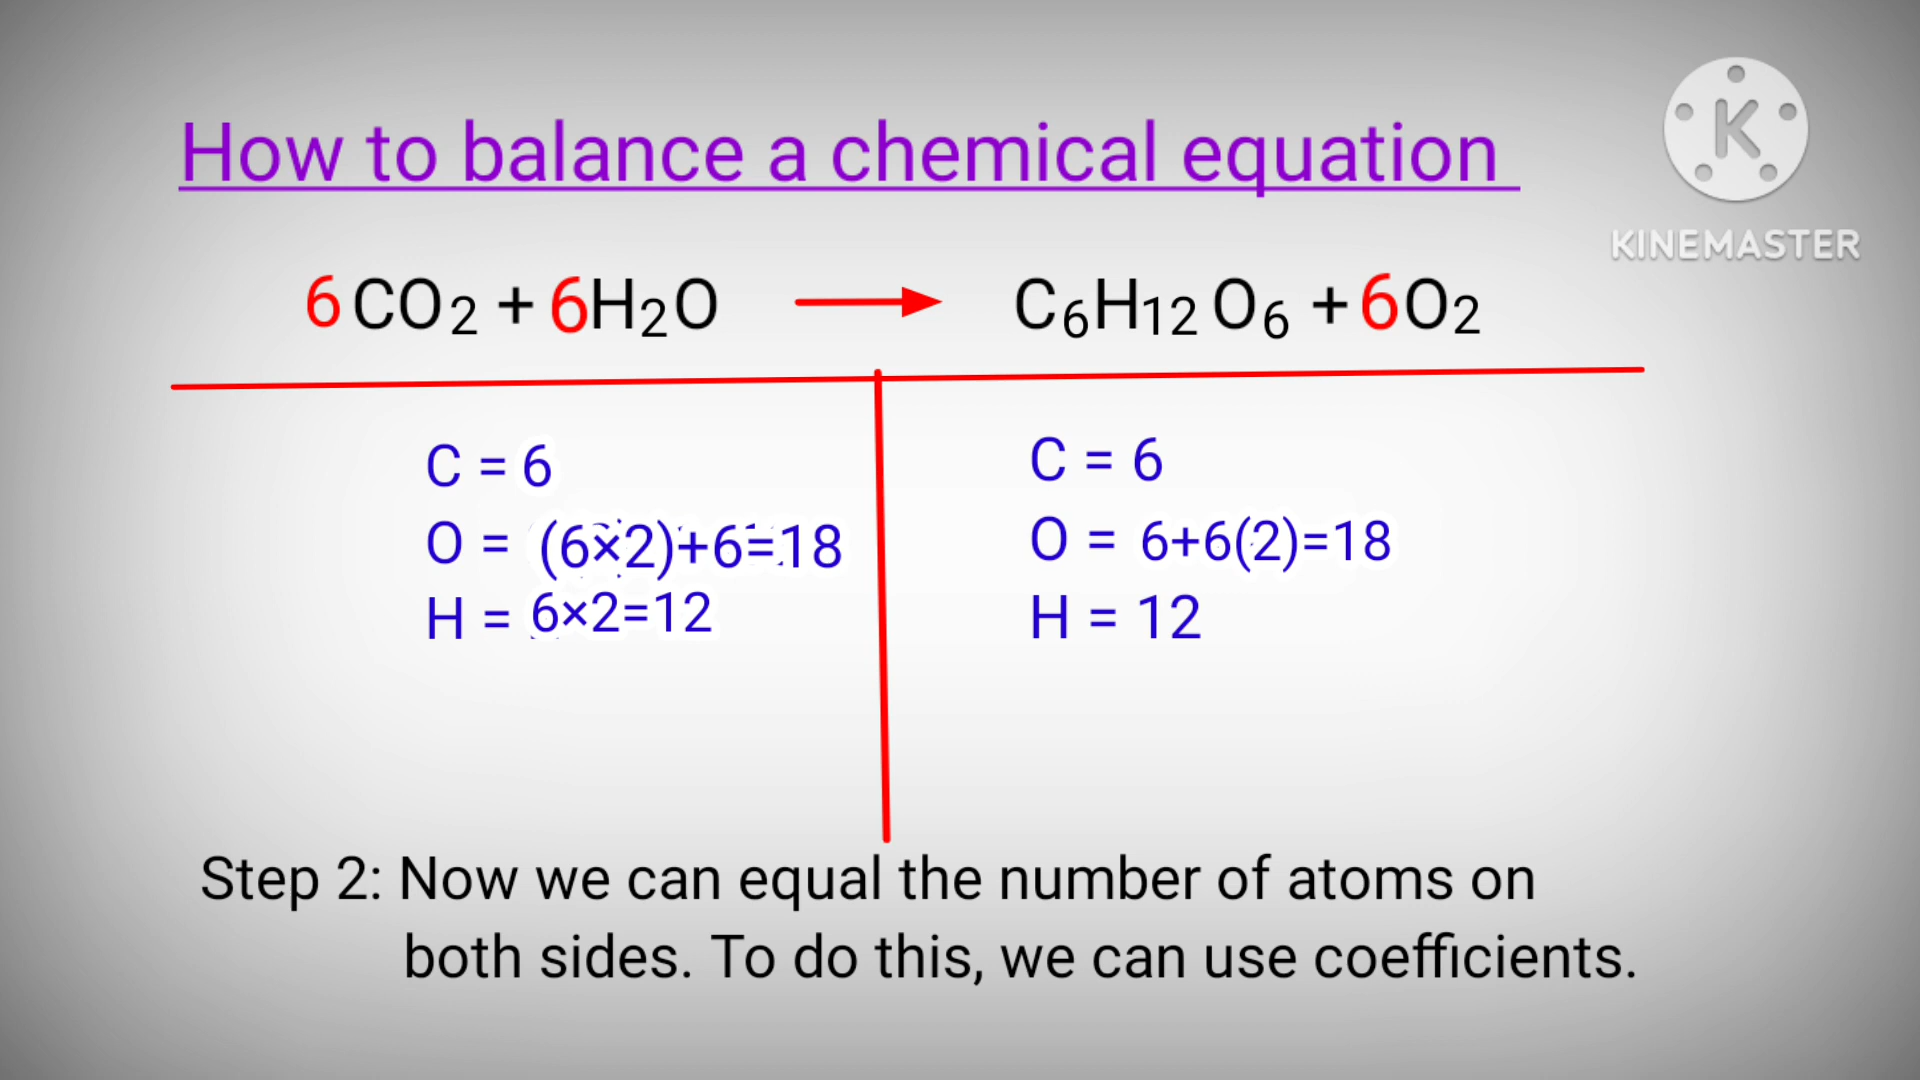 How to balance a chemical equation
K
KINEMASTER
6CO2 + 6H2O → C6H12O6 + 6O2
C = 6
O = (6×2)+6=18
H = 6×2=12
C = 6
O = 6+6(2)=18
H = 12
Step 2: Now we can equal the number of atoms on
both sides. To do this, we can use coefficients.